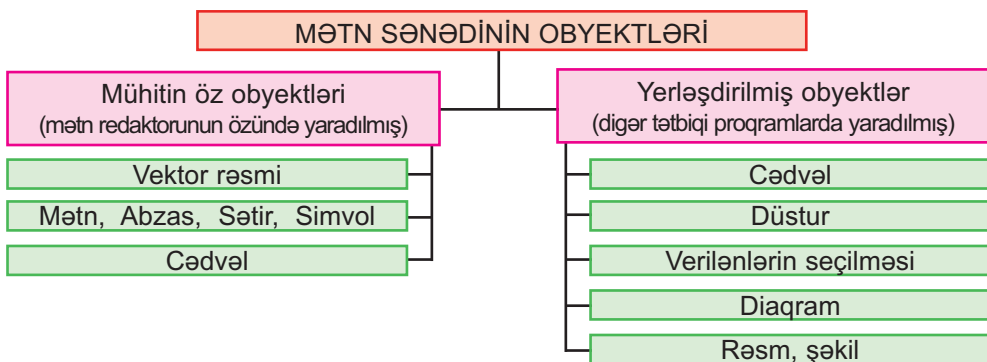 MƏTN SƏNƏDİNİN OBYEKTLƏRİ
Mühitin öz obyektləri
(mətn redaktorunun özündə yaradılmış)
Vektor rəsmi
Mətn, Abzas, Sətir, Simvol
Cədvəl
Yerləşdirilmiş obyektlər
(digər tətbiqi proqramlarda yaradılmış)
Cədvəl
Düstur
Verilənlərin seçilməsi
Diaqram
Rəsm, şəkil